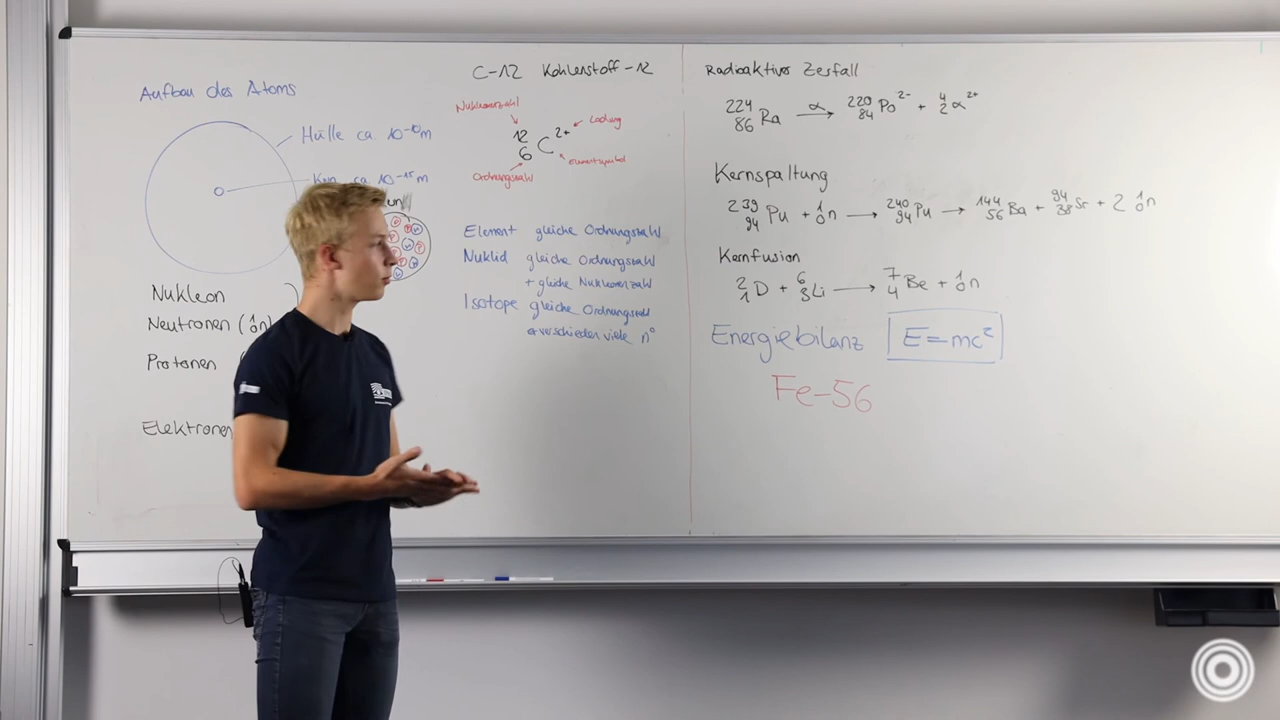 Aufbau des Atoms
Hülle ca. 10⁻¹⁰m
Kern ca 10⁻¹⁵m
Nukleon
Neutronen (¹₀n)
Protonen
Elektronen
C-12 Kohlenstoff-12
Nukleonenzahl
¹²₆C²⁺
Ladung
Elementsymbol
Ordnungszahl
Element gleiche Ordnungszahl
Nuklid gleiche Ordnungszahl
+ gleiche Nukleonenzahl
Isotope gleiche Ordnungszahl
verschieden viele n⁰
Radioaktiver Zerfall
²²⁴₈₆Ra α→ ²²⁰₈₄Po²⁻ + ⁴₂α²⁺
Kernspaltung
²³⁹₉₄Pu + ¹₀n → ²⁴⁰₉₄Pu → ¹⁴⁴₅₆Ba + ⁹⁴₃₈Sr + 2 ¹₀n
Kernfusion
²₁D + ⁶₃Li → ⁷₄Be + ¹₀n
Energiebilanz E=mc²
Fe-56